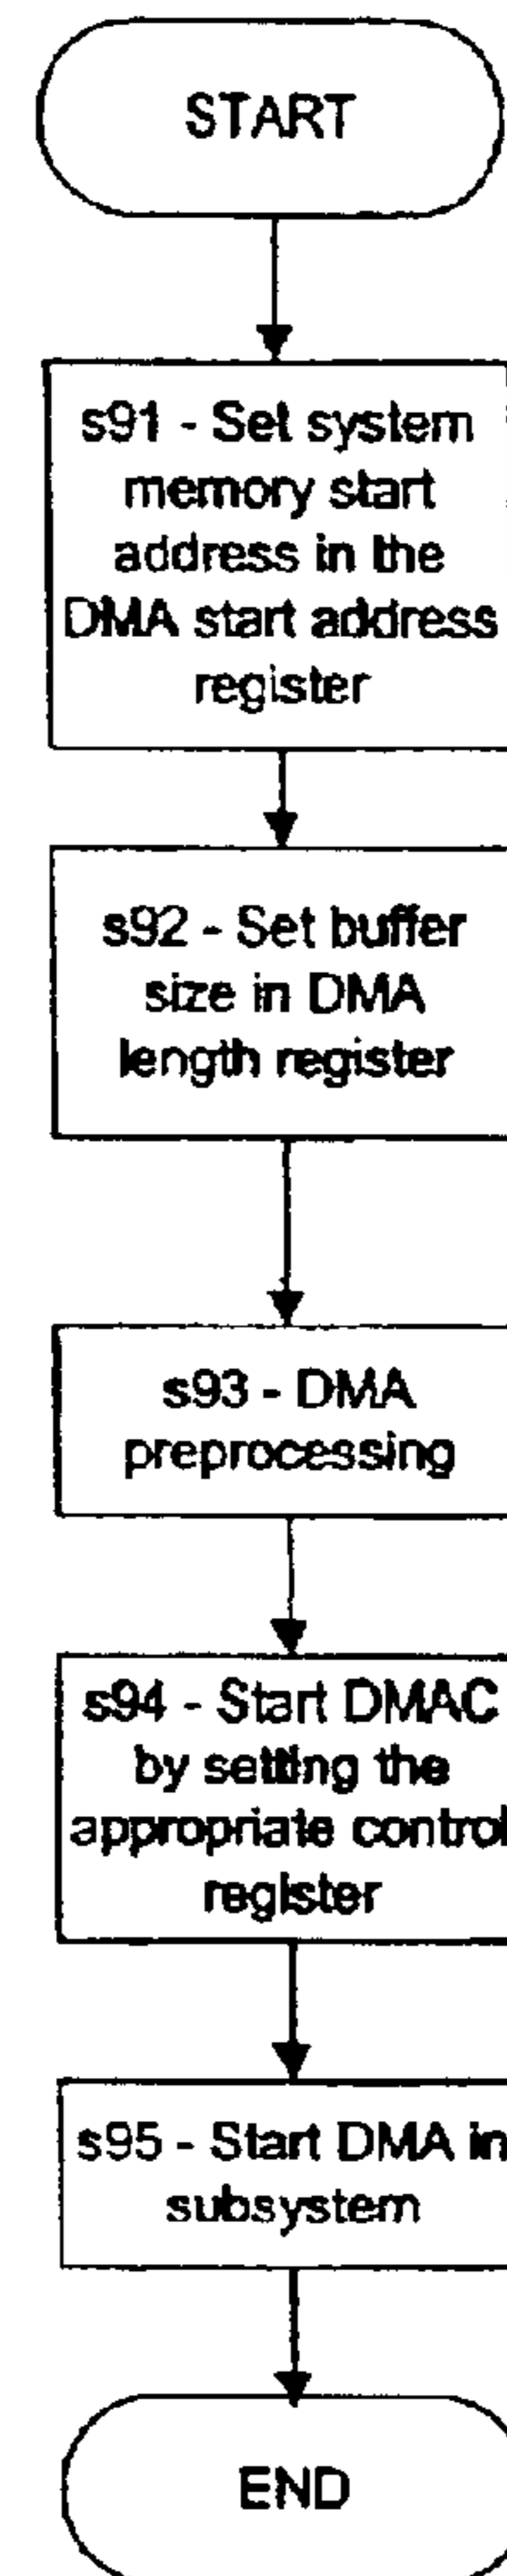 START
s91 - Set system
memory start
address in the
DMA start address
register
s92 - Set buffer
size in DMA
length register
s93 - DMA
preprocessing
s94 - Start DMAC
by setting the
appropriate control
register
s95 - Start DMA in
subsystem
END